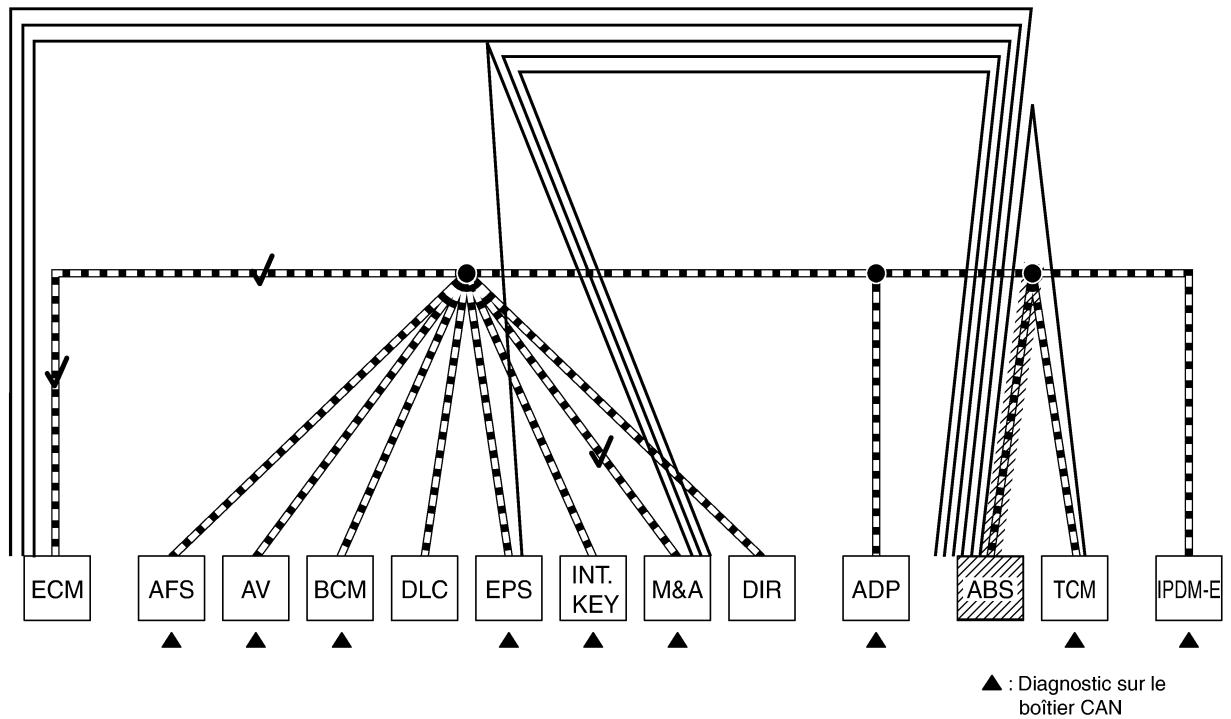 ECM
AFS
AV
BCM
DLC
EPS
INT.
KEY
M&A
DIR
ADP
ABS
TCM
IPDM-E
▲ : Diagnostic sur le
boîtier CAN